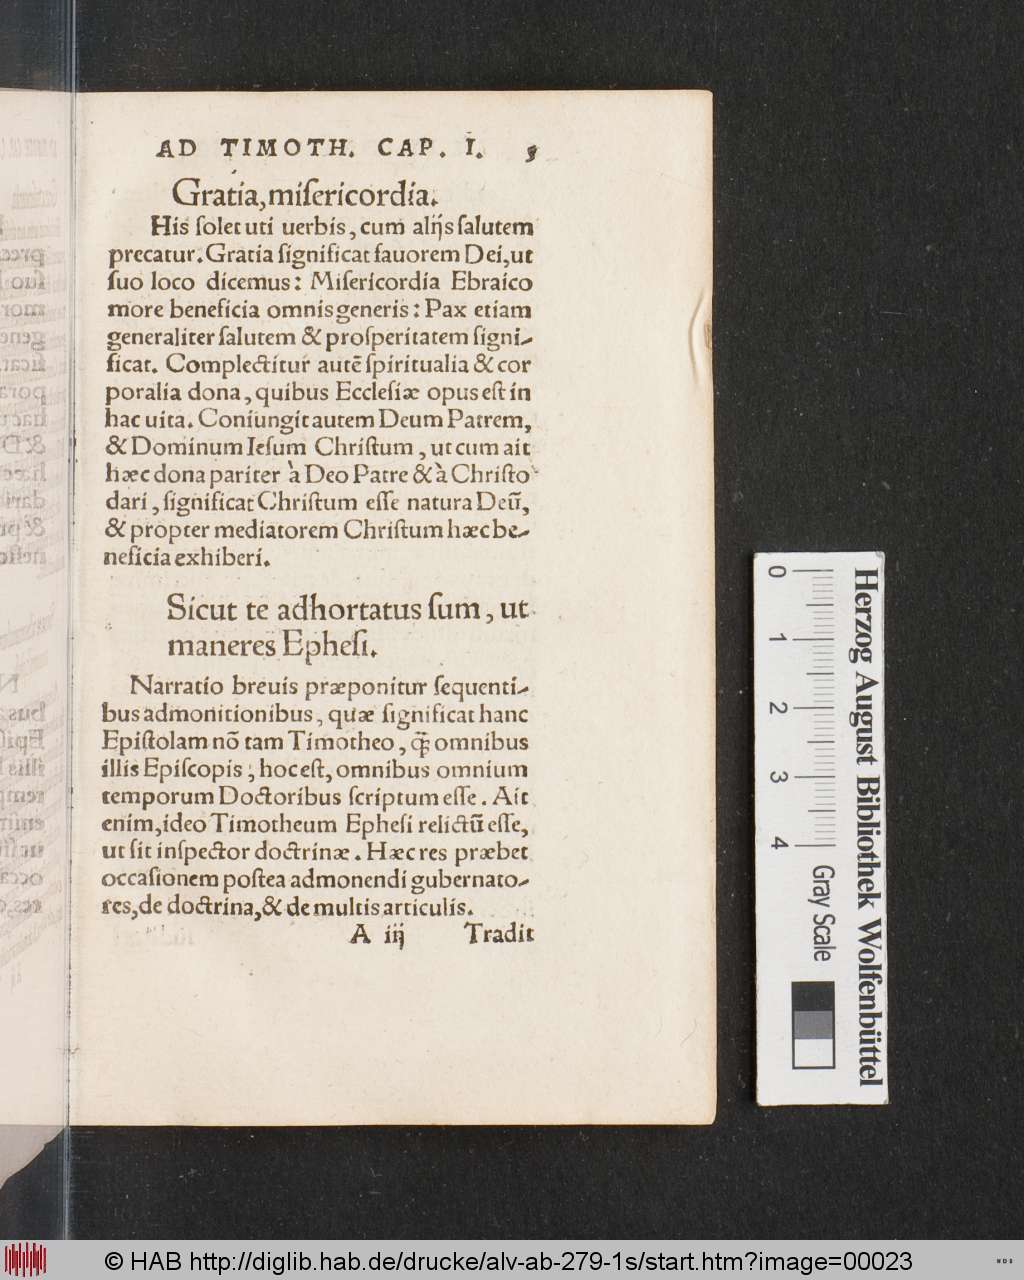 AD TIMOTH. CAP. I. 3
Gratia, miſericordia.
His ſolet uti uerbis, cum alijs ſalutem
precatur. Gratia ſignificat fauorem Dei, ut
ſuo loco dicemus: Miſericordia Ebraico
more beneficia omnis generis: Pax etiam
generaliter ſalutem & proſperitatem ſigni-
ficat. Complectitur autē ſpiritualia & cor
poralia dona, quibus Eccleſiæ opus eſt in
hac uita. Coniungit autem Deum Patrem,
& Dominum Ieſum Chriſtum, ut cum ait
hæc dona pariter à Deo Patre & à Chriſto
dari, ſignificat Chriſtum eſſe natura Deū,
& propter mediatorem Chriſtum hæc be-
neficia exhiberi.
Sicut te adhortatus ſum, ut
maneres Epheſi.
Narratio breuis præponitur ſequenti-
bus admonitionibus, quæ ſignificat hanc
Epiſtolam nō tam Timotheo, q̄ꝫ omnibus
illis Epiſcopis, hoc eſt, omnibus omnium
temporum Doctoribus ſcriptum eſſe. Ait
enim, ideo Timotheum Epheſi relictū eſſe,
ut ſit inſpector doctrinæ. Hæc res præbet
occaſionem poſtea admonendi gubernato-
res, de doctrina, & de multis articulis.
A iij Tradit
0 1 2 3 4
Gray Scale
Herzog August Bibliothek Wolfenbüttel
© HAB http://diglib.hab.de/drucke/alv-ab-279-1s/start.htm?image=00023